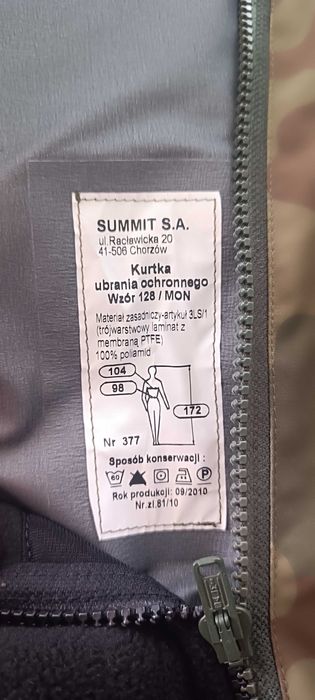 SUMMIT S.A.
ul.Racławicka 20
41-506 Chorzów
Kurtka
ubrania ochronnego
Wzór 128 / MON
Materiał zasadniczy-artykuł 3LS/1
(trójwarstwowy laminat z
membraną PTFE)
100% poliamid
104
98
172
Nr 377
Sposób konserwacji :
60
P
Rok produkcji: 09/2010
Nr.zl.81/10